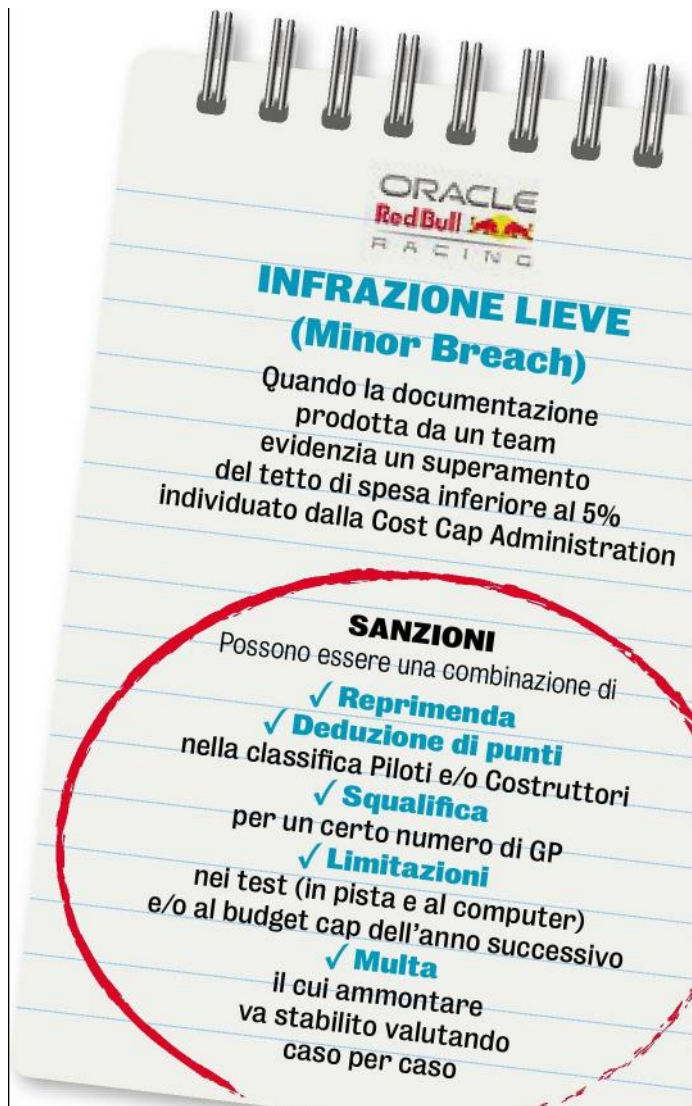 ORACLE
Red Bull
RACING
INFRAZIONE LIEVE
(Minor Breach)
Quando la documentazione
prodotta da un team
evidenzia un superamento
del tetto di spesa inferiore al 5%
individuato dalla Cost Cap Administration
SANZIONI
Possono essere una combinazione di
✓ Reprimenda
✓ Deduzione di punti
nella classifica Piloti e/o Costruttori
✓ Squalifica
per un certo numero di GP
✓ Limitazioni
nei test (in pista e al computer)
e/o al budget cap dell'anno successivo
✓ Multa
il cui ammontare
va stabilito valutando
caso per caso